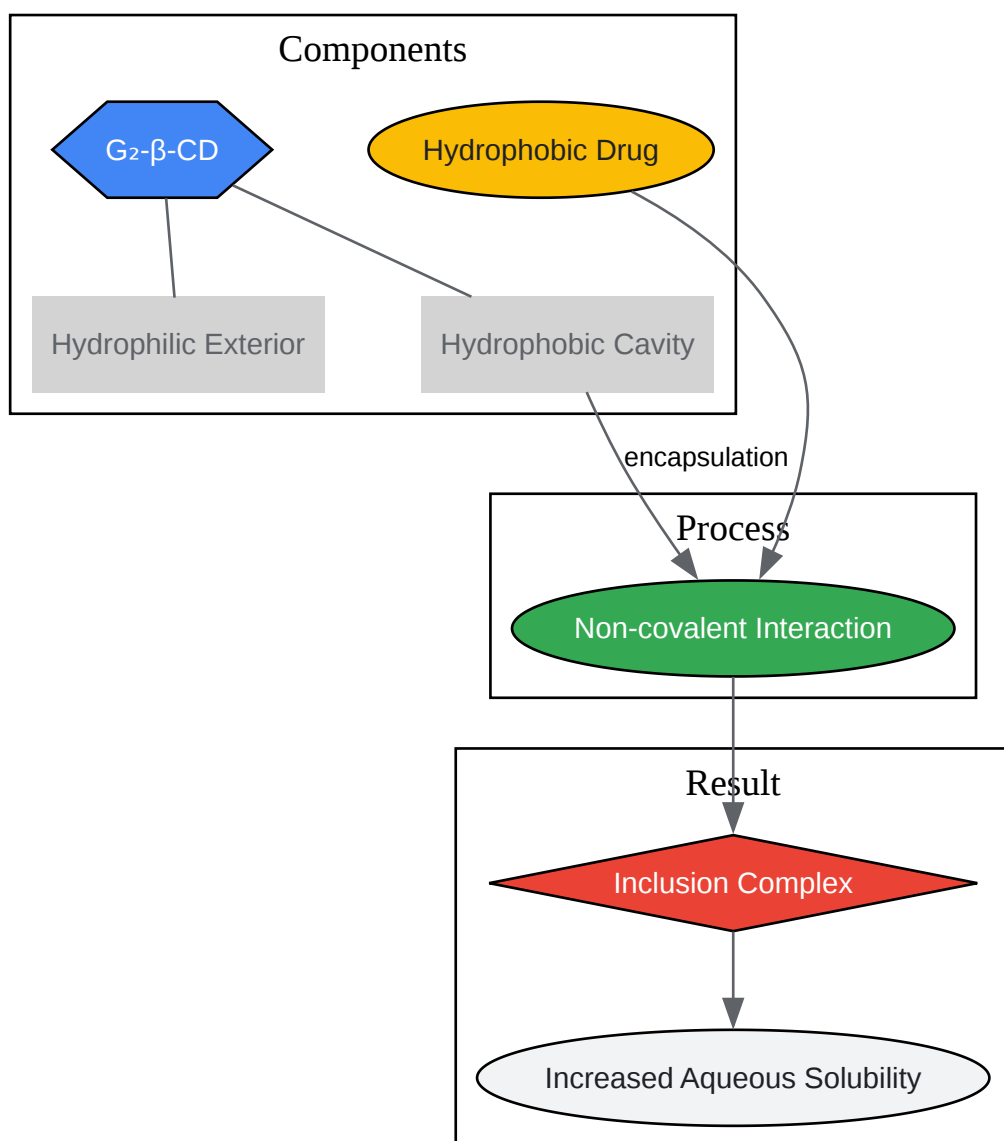 Components
G₂-β-CD
Hydrophobic Drug
Hydrophilic Exterior
Hydrophobic Cavity
encapsulation
Process
Non-covalent Interaction
Result
Inclusion Complex
Increased Aqueous Solubility